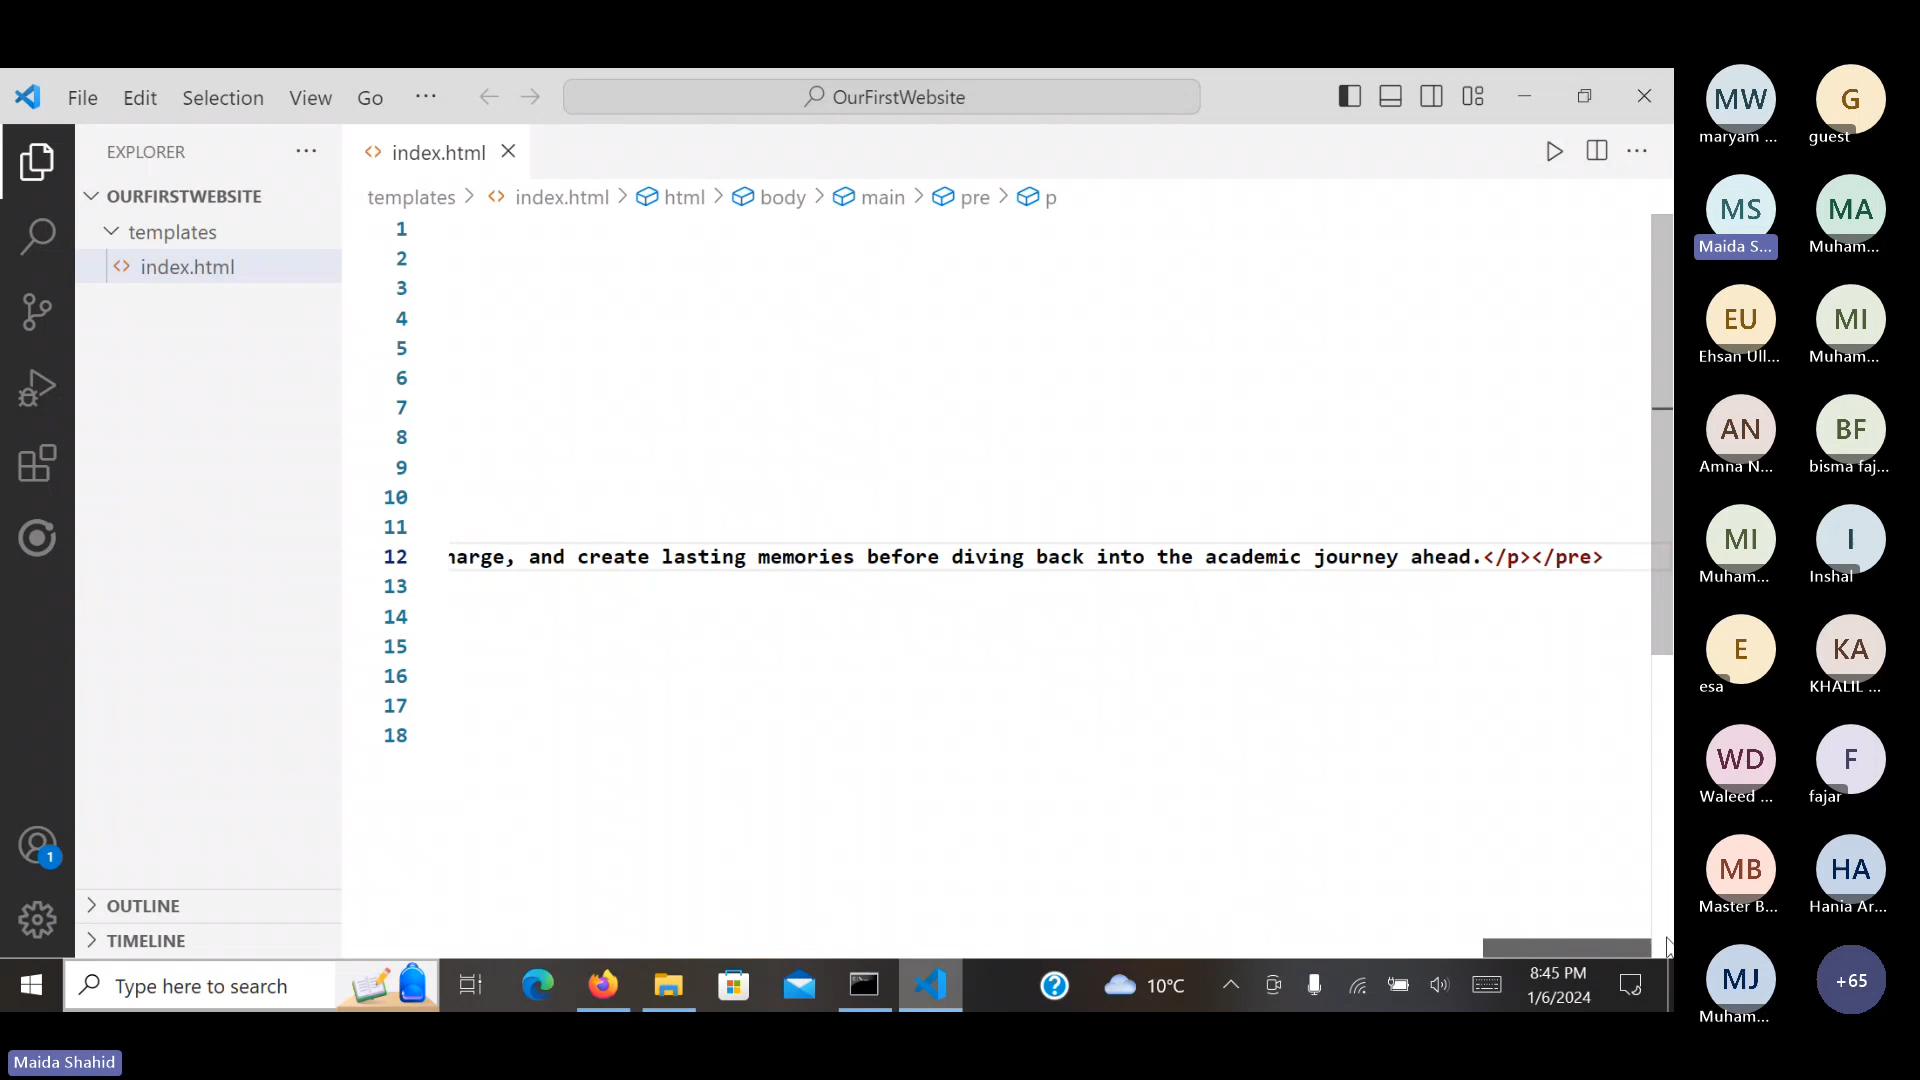 File Edit Selection View Go ···
OurFirstWebsite
EXPLORER
OURFIRSTWEBSITE
templates
index.html
index.html
templates > index.html > html > body > main > pre > p
1
2
3
4
5
6
7
8
9
10
11
12 harge, and create lasting memories before diving back into the academic journey ahead.</p></pre>
13
14
15
16
17
18
1
OUTLINE
TIMELINE
Type here to search
10°C
8:45 PM
1/6/2024
MW
maryam ...
G
guest
MS
Maida S...
MA
Muham...
EU
Ehsan Ull...
MI
Muham...
AN
Amna N...
BF
bisma faj...
MI
Muham...
I
Inshal
E
esa
KA
KHALIL ...
WD
Waleed ...
F
fajar
MB
Master B...
HA
Hania Ar...
MJ
Muham...
+65
Maida Shahid